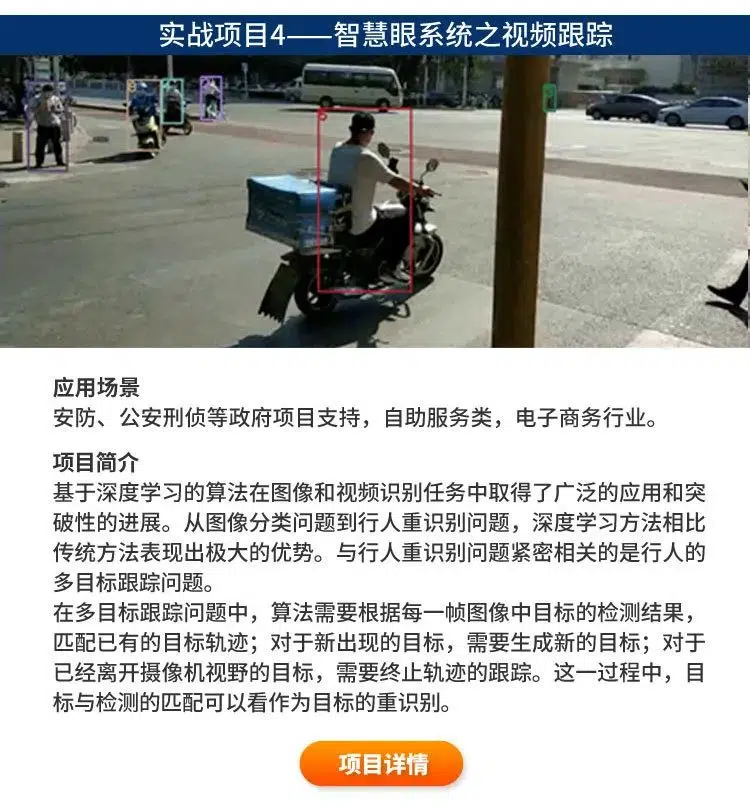 实战项目4——智慧眼系统之视频跟踪
应用场景
安防、公安刑侦等政府项目支持，自助服务类，电子商务行业。
项目简介
基于深度学习的算法在图像和视频识别任务中取得了广泛的应用和突
破性的进展。从图像分类问题到行人重识别问题，深度学习方法相比
传统方法表现出极大的优势。与行人重识别问题紧密相关的是行人的
多目标跟踪问题。
在多目标跟踪问题中，算法需要根据每一帧图像中目标的检测结果，
匹配已有的目标轨迹；对于新出现的目标，需要生成新的目标；对于
已经离开摄像机视野的目标，需要终止轨迹的跟踪。这一过程中，目
标与检测的匹配可以看作为目标的重识别。
项目详情